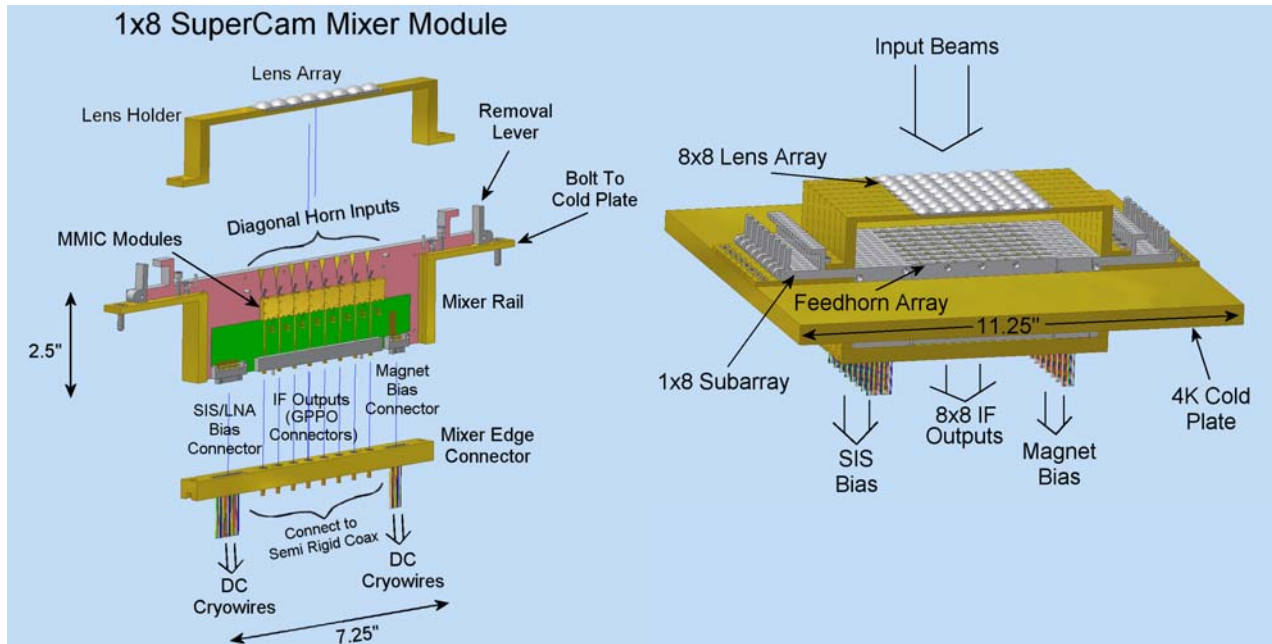 1x8 SuperCam Mixer Module
Lens Array
Lens Holder
Removal
Lever
Bolt To
Cold Plate
Diagonal Horn Inputs
MMIC Modules
Mixer Rail
2.5"
SIS/LNA
Bias
Connector
IF Outputs
(GPPO
Connectors)
Magnet
Bias
Connector
Mixer Edge
Connector
Connect to
Semi Rigid Coax
DC
Cryowires
DC
Cryowires
7.25"
Input Beams
8x8 Lens Array
Feedhorn Array
11.25"
1x8 Subarray
4K Cold
Plate
SIS
Bias
8x8 IF
Outputs
Magnet
Bias